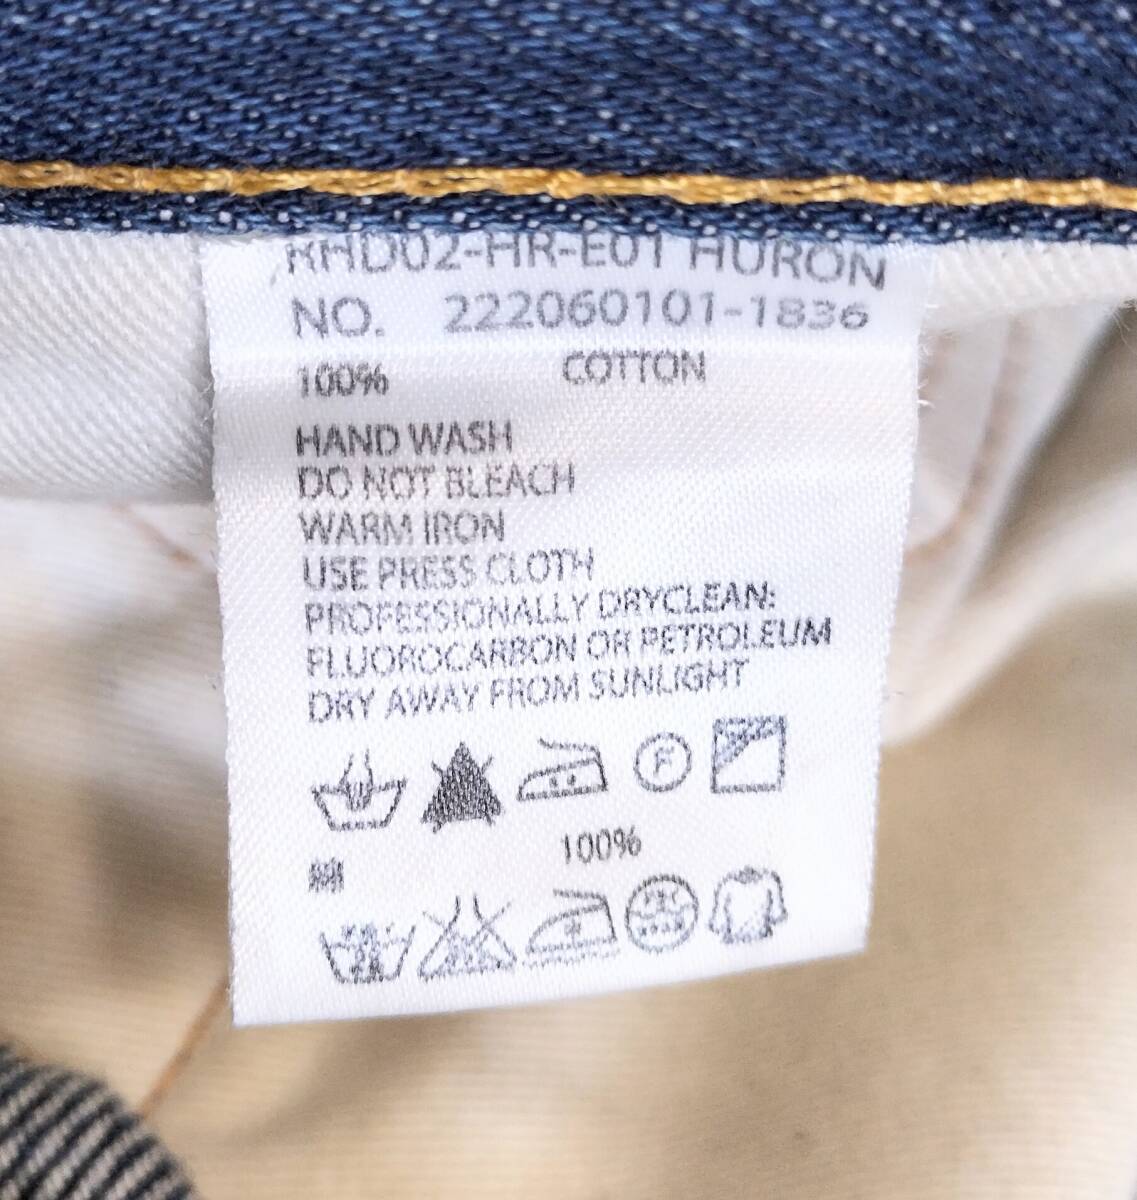 RHD02-HR-E01 HURON
NO. 222060101-1836
100% COTTON
HAND WASH
DO NOT BLEACH
WARM IRON
USE PRESS CLOTH
PROFESSIONALLY DRYCLEAN:
FLUOROCARBON OR PETROLEUM
DRY AWAY FROM SUNLIGHT
F
綿 100%